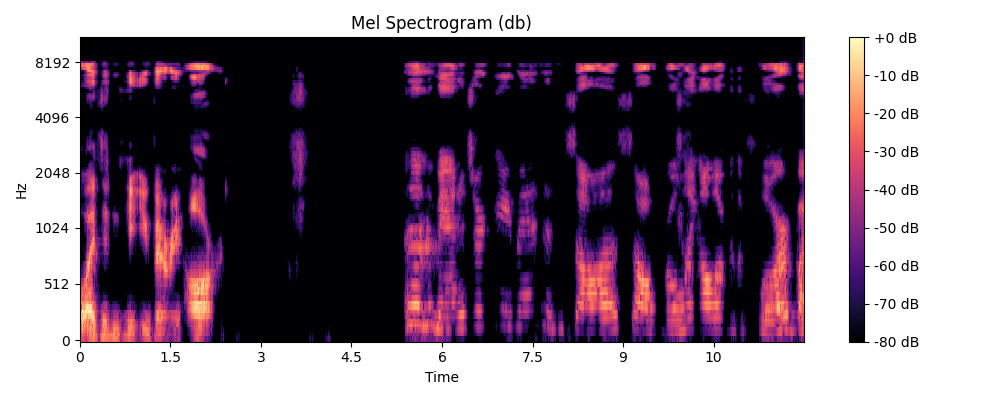 Mel Spectrogram (db)
Hz
8192
4096
2048
1024
512
0
0 1.5 3 4.5 6 7.5 9 10
Time
+0 dB
-10 dB
-20 dB
-30 dB
-40 dB
-50 dB
-60 dB
-70 dB
-80 dB